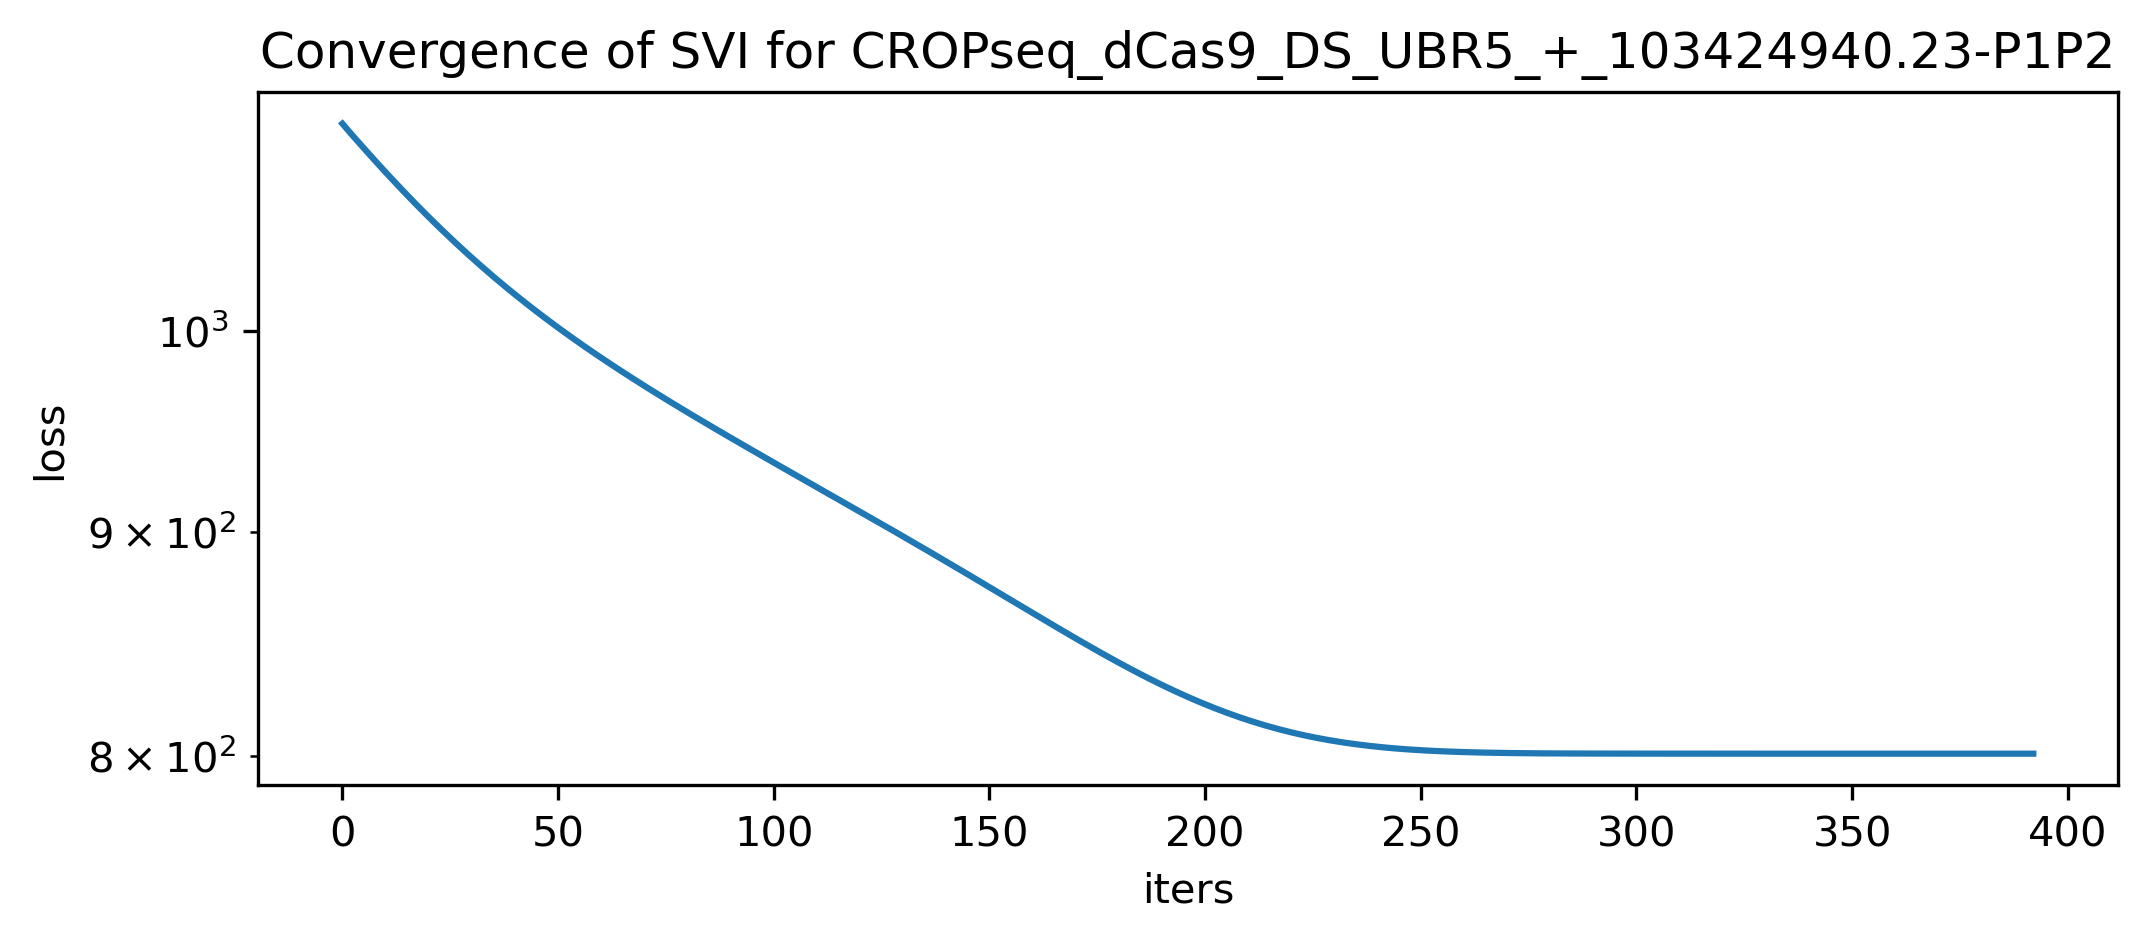 Convergence of SVI for CROPseq_dCas9_DS_UBR5_+_103424940.23-P1P2
10³
9 × 10²
8 × 10²
loss
0 50 100 150 200 250 300 350 400
iters